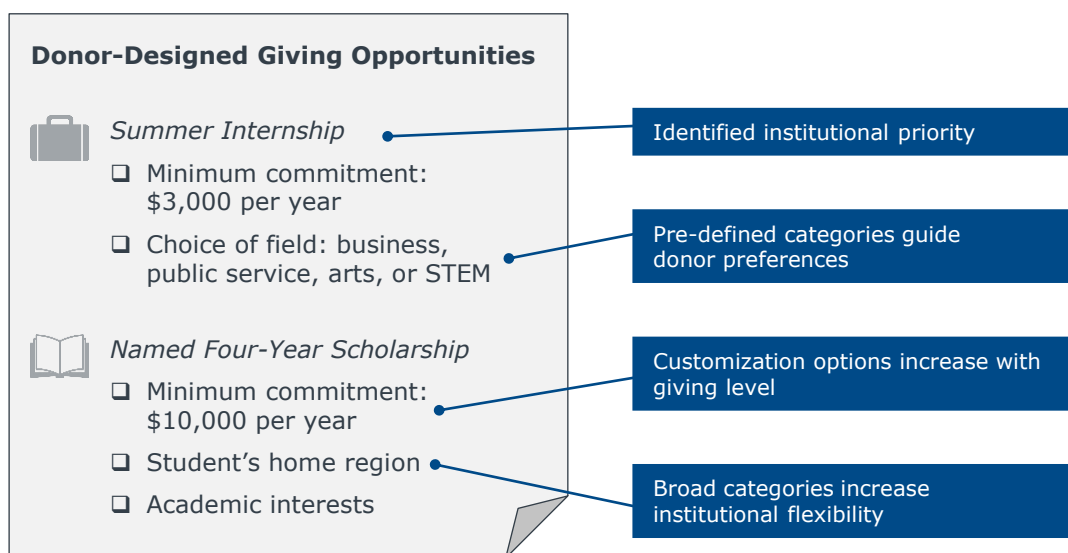 Donor-Designed Giving Opportunities
Summer Internship
❑ Minimum commitment:
$3,000 per year
❑ Choice of field: business,
public service, arts, or STEM
Named Four-Year Scholarship
❑ Minimum commitment:
$10,000 per year
❑ Student’s home region
❑ Academic interests
Identified institutional priority
Pre-defined categories guide
donor preferences
Customization options increase with
giving level
Broad categories increase
institutional flexibility